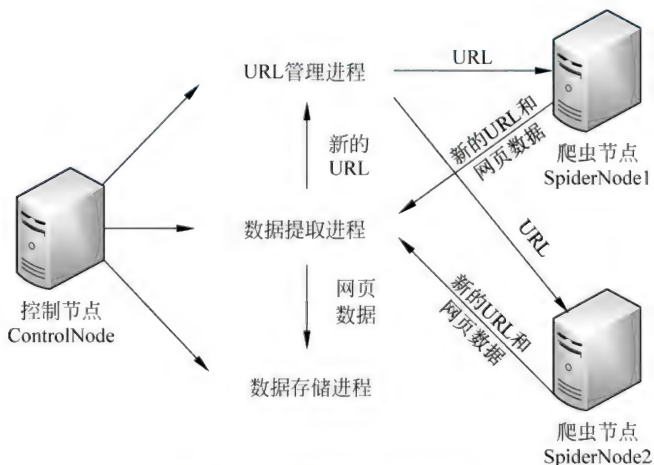 URL管理进程
URL
新的URL和
网页数据
爬虫节点
SpiderNode1
新的
URL
数据提取进程
URL
控制节点
ControlNode
网页
数据
新的URL和
网页数据
数据存储进程
爬虫节点
SpiderNode2